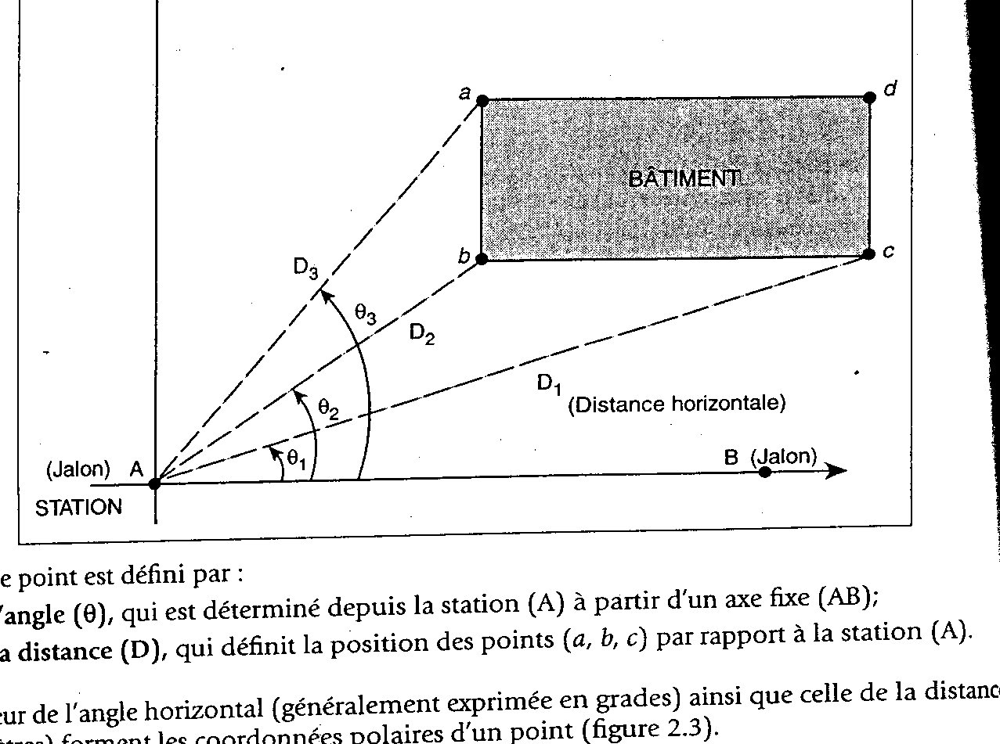 a
d
BÂTIMENT
b
c
D3
θ3
D2
D1
(Distance horizontale)
θ2
θ1
(Jalon) A
B (Jalon)
STATION
e point est défini par :
'angle (θ), qui est déterminé depuis la station (A) à partir d'un axe fixe (AB);
a distance (D), qui définit la position des points (a, b, c) par rapport à la station (A).
eur de l'angle horizontal (généralement exprimée en grades) ainsi que celle de la distanc
forment les coordonnées polaires d'un point (figure 2.3).